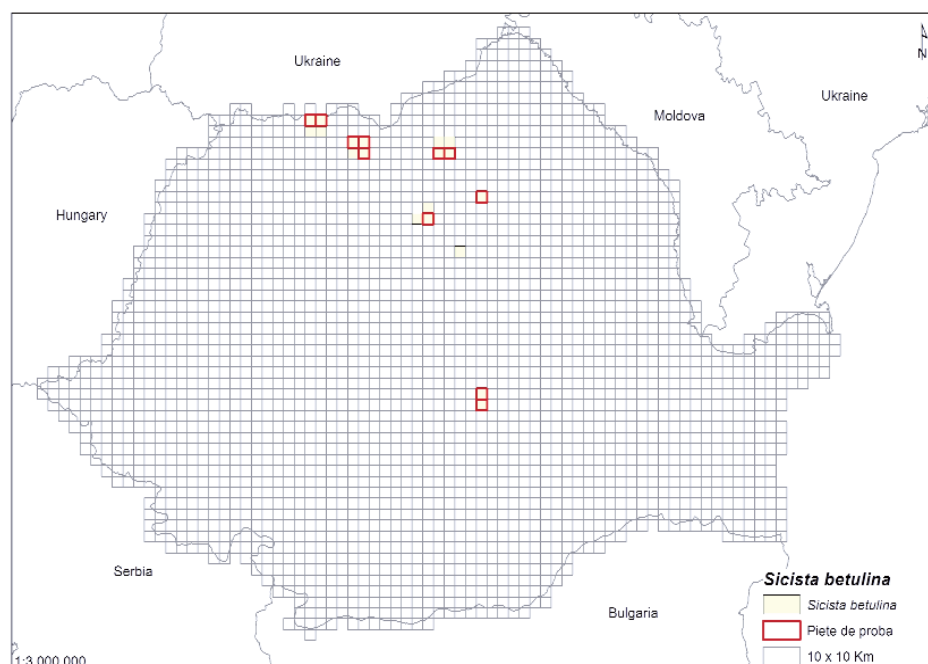 Ukraine
N
Ukraine
Moldova
Hungary
Serbia
Bulgaria
Sicista betulina
Sicista betulina
Piete de proba
10 x 10 Km
1:3 000 000